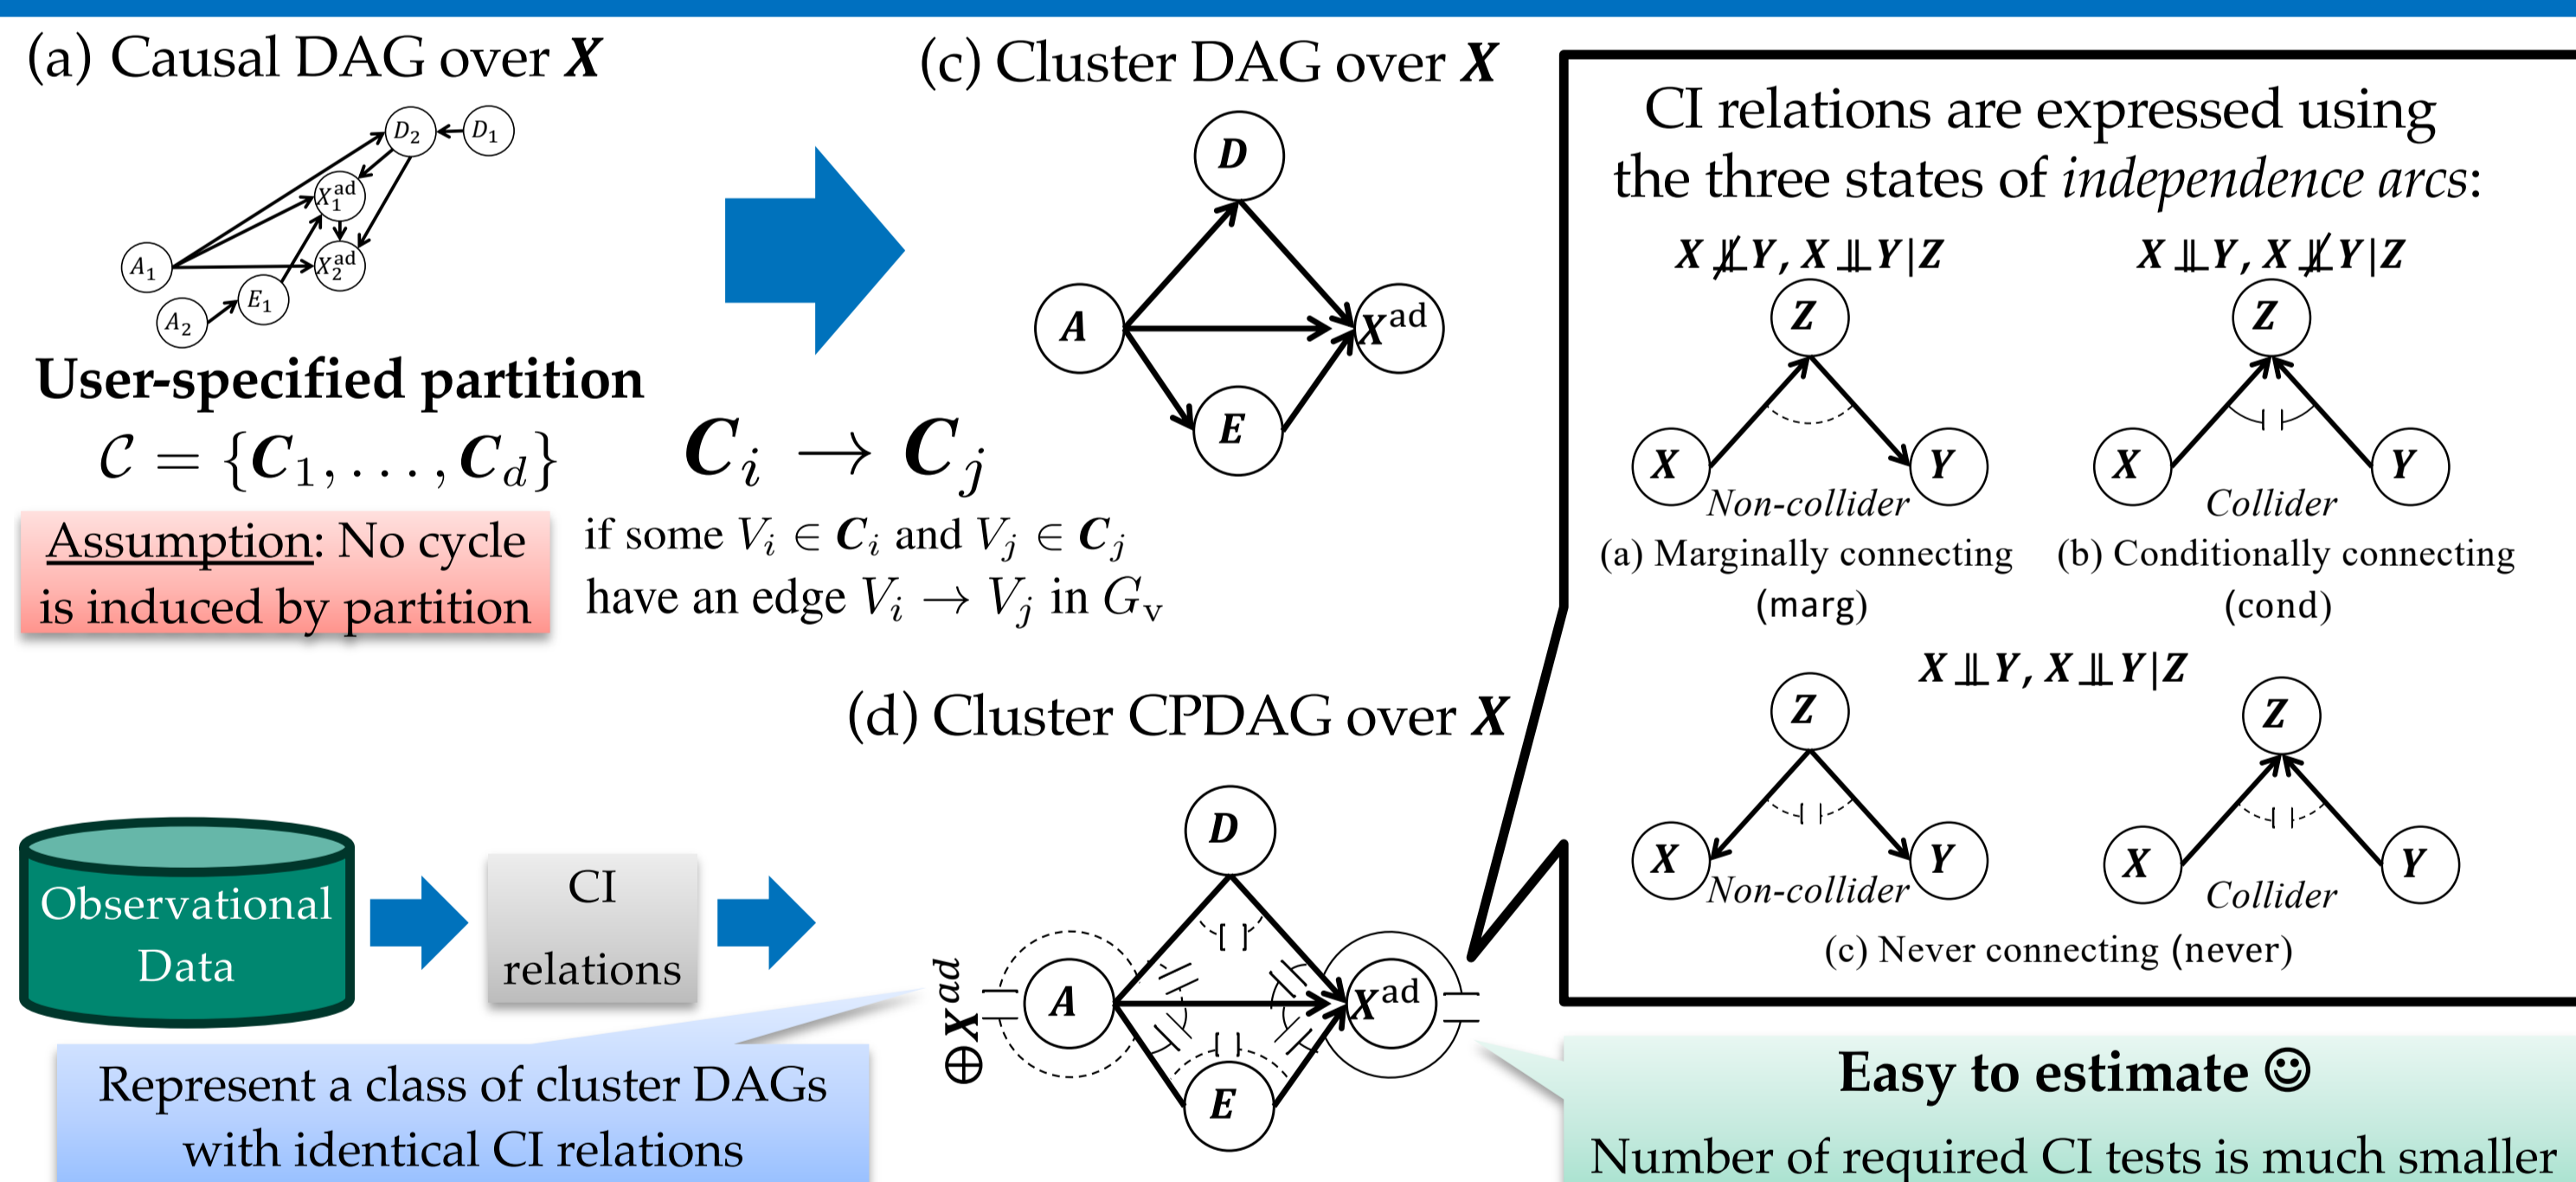 (a) Causal DAG over X
D₂
D₁
X₁ᵃᵈ
A₁
X₂ᵃᵈ
E₁
A₂
User-specified partition
𝒞 = {C₁, . . . , C_d}
Assumption: No cycle
is induced by partition
(c) Cluster DAG over X
D
A
Xᵃᵈ
E
Cᵢ → Cⱼ
if some Vᵢ ∈ Cᵢ and Vⱼ ∈ Cⱼ
have an edge Vᵢ → Vⱼ in Gᵥ
Observational
Data
CI
relations
(d) Cluster CPDAG over X
D
A
Xᵃᵈ
E
⊕Xᵃᵈ
Represent a class of cluster DAGs
with identical CI relations
CI relations are expressed using
the three states of independence arcs:
X ⫫̸ Y, X ⫫ Y|Z
X ⫫ Y, X ⫫̸ Y|Z
Z
Z
X
Y
X
Y
Non-collider
Collider
(a) Marginally connecting
(marg)
(b) Conditionally connecting
(cond)
X ⫫ Y, X ⫫ Y|Z
Z
Z
X
Y
X
Y
Non-collider
Collider
(c) Never connecting (never)
Easy to estimate ☺
Number of required CI tests is much smaller